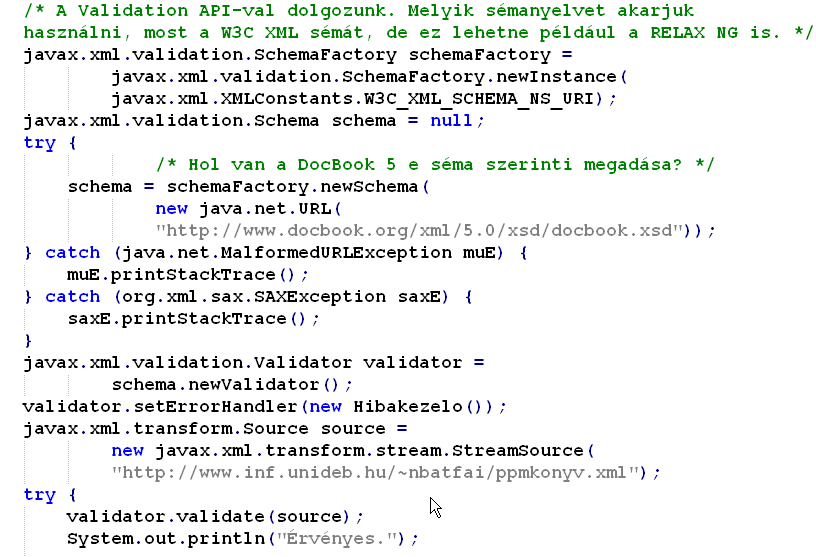 /* A Validation API-val dolgozunk. Melyik sémanyelvet akarjuk
használni, most a W3C XML sémát, de ez lehetne például a RELAX NG is. */
javax.xml.validation.SchemaFactory schemaFactory =
        javax.xml.validation.SchemaFactory.newInstance(
        javax.xml.XMLConstants.W3C_XML_SCHEMA_NS_URI);
javax.xml.validation.Schema schema = null;
try {
            /* Hol van a DocBook 5 e séma szerinti megadása? */
    schema = schemaFactory.newSchema(
            new java.net.URL(
            "http://www.docbook.org/xml/5.0/xsd/docbook.xsd"));
} catch (java.net.MalformedURLException muE) {
    muE.printStackTrace();
} catch (org.xml.sax.SAXException saxE) {
    saxE.printStackTrace();
}
javax.xml.validation.Validator validator =
        schema.newValidator();
validator.setErrorHandler(new Hibakezelo());
javax.xml.transform.Source source =
        new javax.xml.transform.stream.StreamSource(
        "http://www.inf.unideb.hu/~nbatfai/ppmkonyv.xml");
try {
    validator.validate(source);
    System.out.println("Érvényes.");